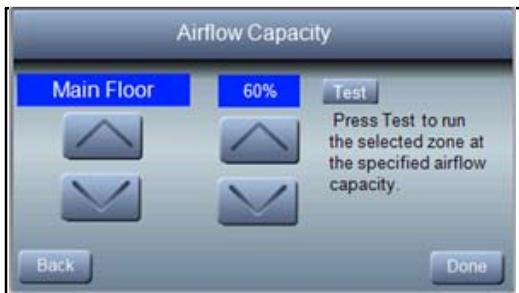 Airflow Capacity
Main Floor
60%
Test
Press Test to run
the selected zone at
the specified airflow
capacity.
Back
Done